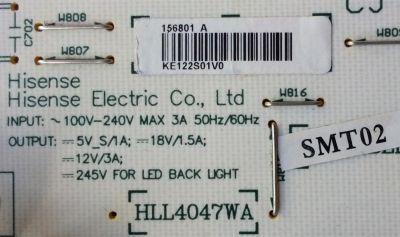 W808
C702
W807
156801 A
KE122S01V0
W816
Hisense
Hisense Electric Co., Ltd
INPUT: ~ 100V-240V MAX 3A 50Hz/60Hz
OUTPUT: ⎓ 5V_S/1A; ⎓ 18V/1.5A;
⎓ 12V/3A;
⎓ 245V FOR LED BACK LIGHT
SMT02
HLL4047WA